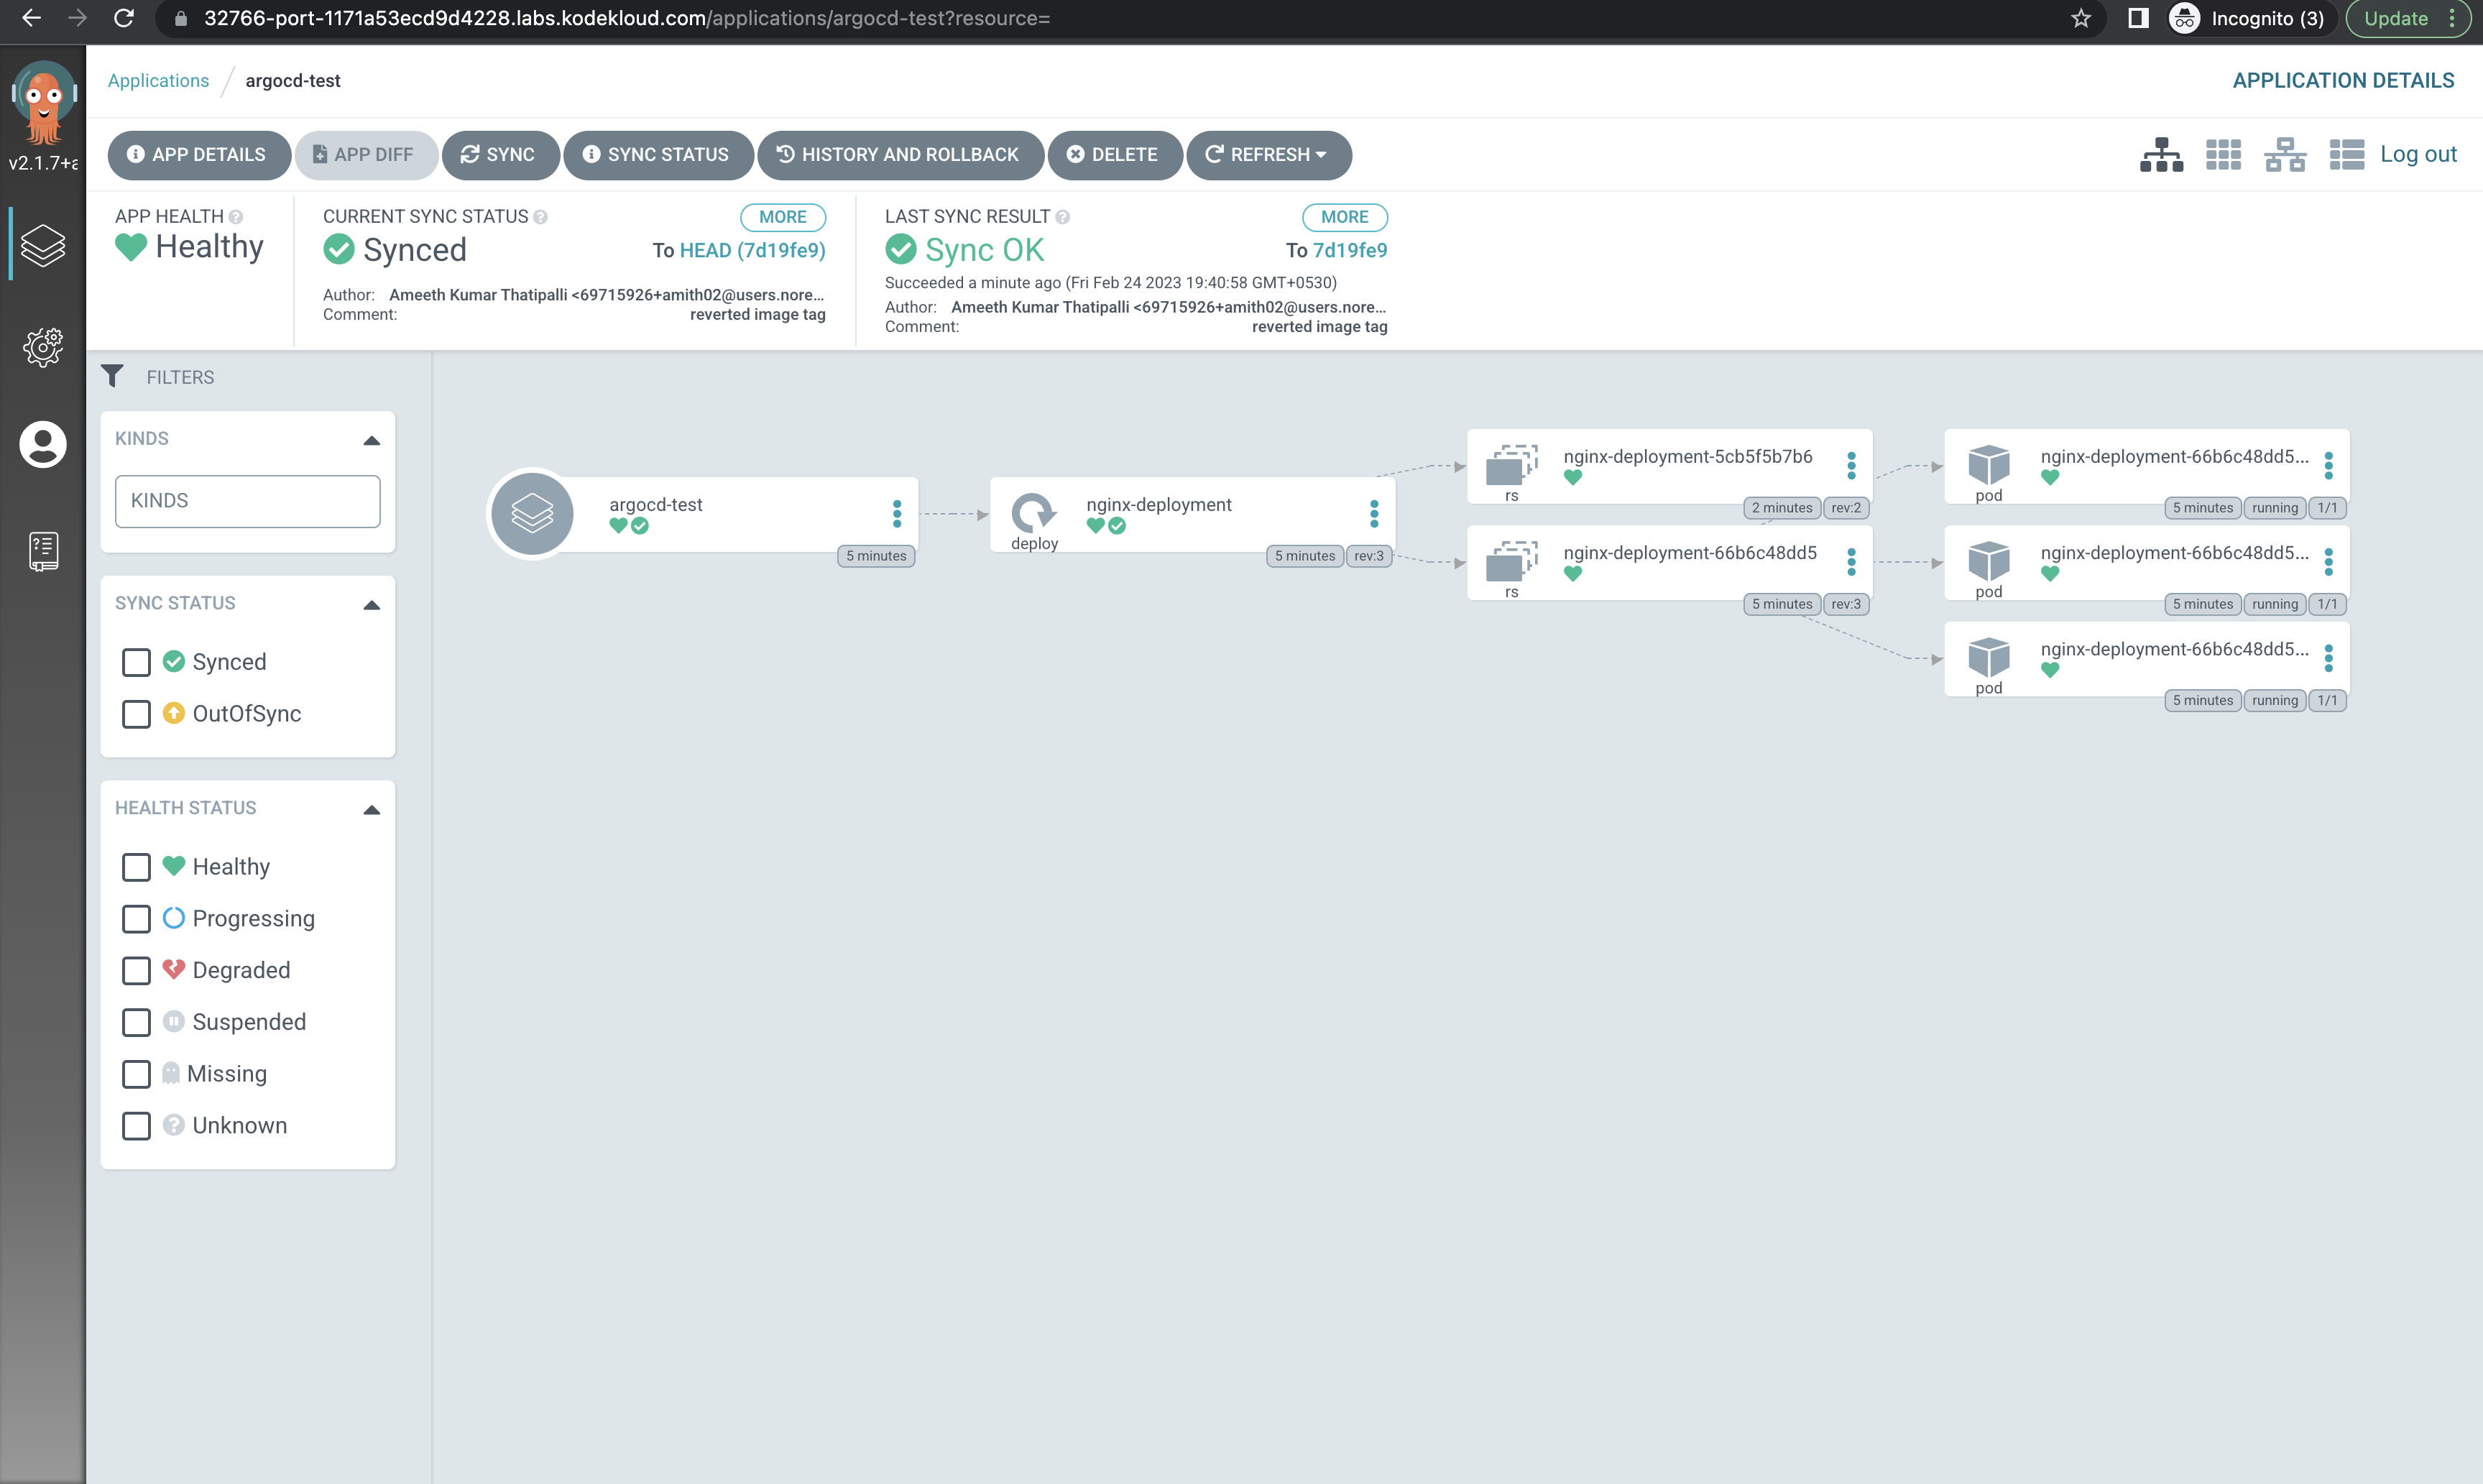 32766-port-1171a53ecd9d4228.labs.kodekloud.com/applications/argocd-test?resource=
Incognito (3)
Update
v2.1.7+a
Applications / argocd-test
APPLICATION DETAILS
APP DETAILS
APP DIFF
SYNC
SYNC STATUS
HISTORY AND ROLLBACK
DELETE
REFRESH
Log out
APP HEALTH
Healthy
CURRENT SYNC STATUS
MORE
Synced
To HEAD (7d19fe9)
Author: Ameeth Kumar Thatipalli <69715926+amith02@users.nore...
Comment: reverted image tag
LAST SYNC RESULT
MORE
Sync OK
To 7d19fe9
Succeeded a minute ago (Fri Feb 24 2023 19:40:58 GMT+0530)
Author: Ameeth Kumar Thatipalli <69715926+amith02@users.nore...
Comment: reverted image tag
FILTERS
KINDS
KINDS
SYNC STATUS
Synced
OutOfSync
HEALTH STATUS
Healthy
Progressing
Degraded
Suspended
Missing
Unknown
argocd-test
5 minutes
nginx-deployment
deploy
5 minutes
rev:3
nginx-deployment-5cb5f5b7b6
rs
2 minutes
rev:2
nginx-deployment-66b6c48dd5
rs
5 minutes
rev:3
nginx-deployment-66b6c48dd5...
pod
5 minutes
running
1/1
nginx-deployment-66b6c48dd5...
pod
5 minutes
running
1/1
nginx-deployment-66b6c48dd5...
pod
5 minutes
running
1/1